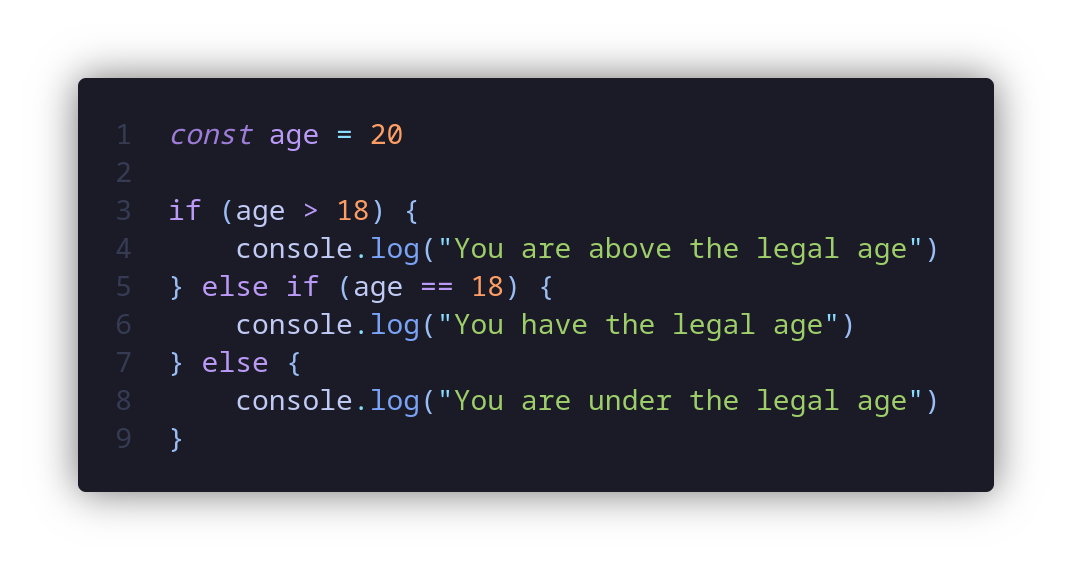 1 const age = 20
2
3 if (age > 18) {
4     console.log("You are above the legal age")
5 } else if (age == 18) {
6     console.log("You have the legal age")
7 } else {
8     console.log("You are under the legal age")
9 }